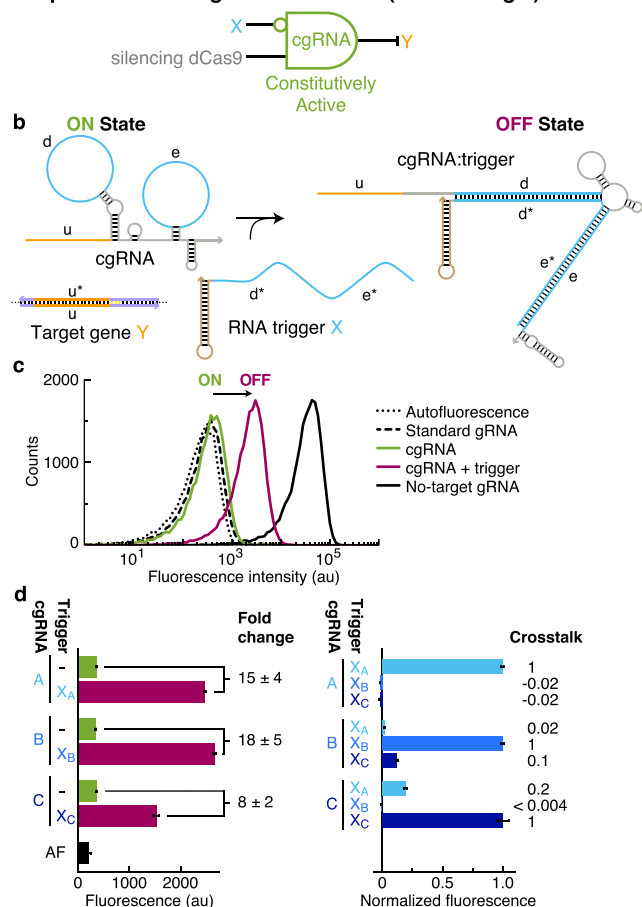 X
cgRNA
Y
silencing dCas9
Constitutively
Active
b
ON State
OFF State
d
e
u
cgRNA
cgRNA:trigger
u
d
d*
e*
e
u*
u
Target gene Y
d*
e*
RNA trigger X
c
ON
OFF
2000
1000
0
Counts
10¹
10³
10⁵
Fluorescence intensity (au)
Autofluorescence
Standard gRNA
cgRNA
cgRNA + trigger
No-target gRNA
d
cgRNA
Trigger
Fold
change
A
-
X_A
15 ± 4
B
-
X_B
18 ± 5
C
-
X_C
8 ± 2
AF
0
1000
2000
Fluorescence (au)
cgRNA
Trigger
Crosstalk
A
X_A
1
X_B
-0.02
X_C
-0.02
B
X_A
0.02
X_B
1
X_C
0.1
C
X_A
0.2
X_B
< 0.004
X_C
1
0
0.5
1.0
Normalized fluorescence